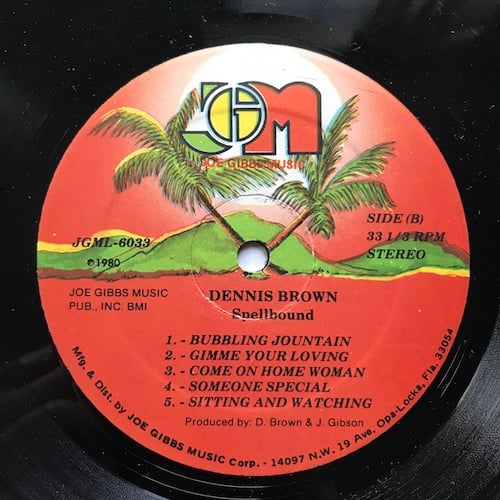 JGM
JOE GIBBS MUSIC
JGML-6033
©1980
SIDE (B)
33 1/3 RPM
STEREO
JOE GIBBS MUSIC
PUB., INC. BMI
DENNIS BROWN
Spellbound
1. - BUBBLING JOUNTAIN
2. - GIMME YOUR LOVING
3. - COME ON HOME WOMAN
4. - SOMEONE SPECIAL
5. - SITTING AND WATCHING
Produced by: D. Brown & J. Gibson
Mfg. & Dist. by JOE GIBBS MUSIC Corp. - 14097 N.W. 19 Ave. Opa-Locka, Fla. 3305a